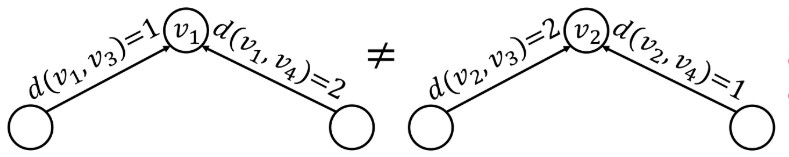 d(v₁, v₃)=1
v₁
d(v₁, v₄)=2
≠
d(v₂, v₃)=2
v₂
d(v₂, v₄)=1